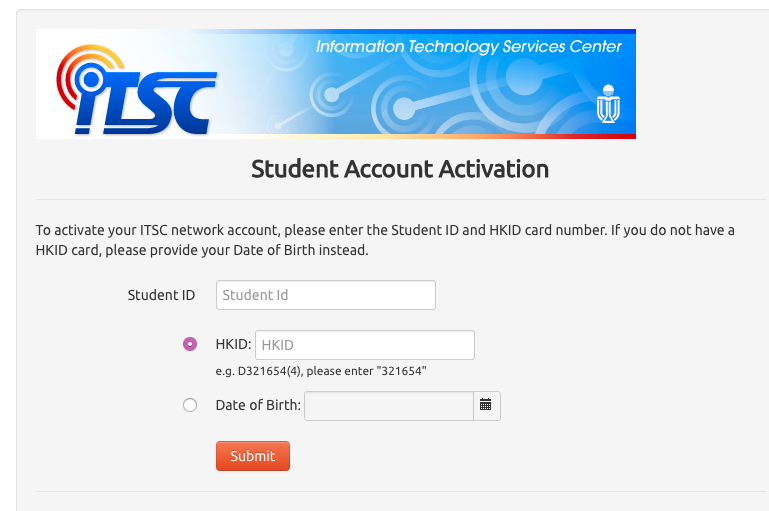 Information Technology Services Center
iTSC
Student Account Activation
To activate your ITSC network account, please enter the Student ID and HKID card number. If you do not have a
HKID card, please provide your Date of Birth instead.
Student ID Student Id
HKID: HKID
e.g. D321654(4), please enter "321654"
Date of Birth:
Submit